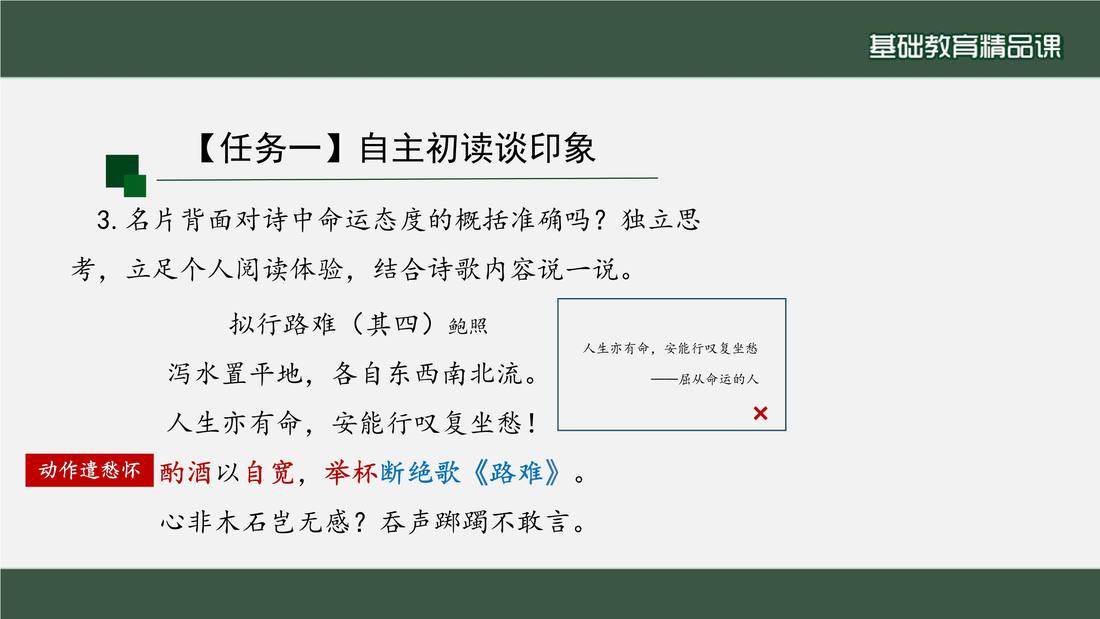 基础教育精品课
【任务一】自主初读谈印象
3.名片背面对诗中命运态度的概括准确吗？独立思
考，立足个人阅读体验，结合诗歌内容说一说。
拟行路难（其四）鲍照
泻水置平地，各自东西南北流。
人生亦有命，安能行叹复坐愁！
人生亦有命，安能行叹复坐愁
——屈从命运的人
×
动作遣愁怀
酌酒以自宽，举杯断绝歌《路难》。
心非木石岂无感？吞声踯躅不敢言。